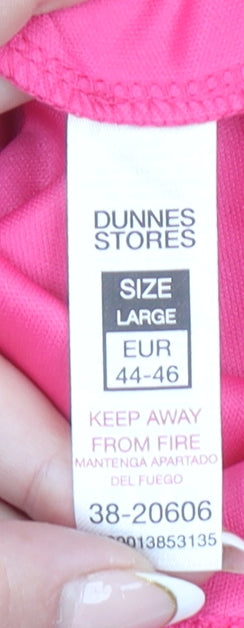 DUNNES
STORES
SIZE
LARGE
EUR
44-46
KEEP AWAY
FROM FIRE
MANTENGA APARTADO
DEL FUEGO
38-20606